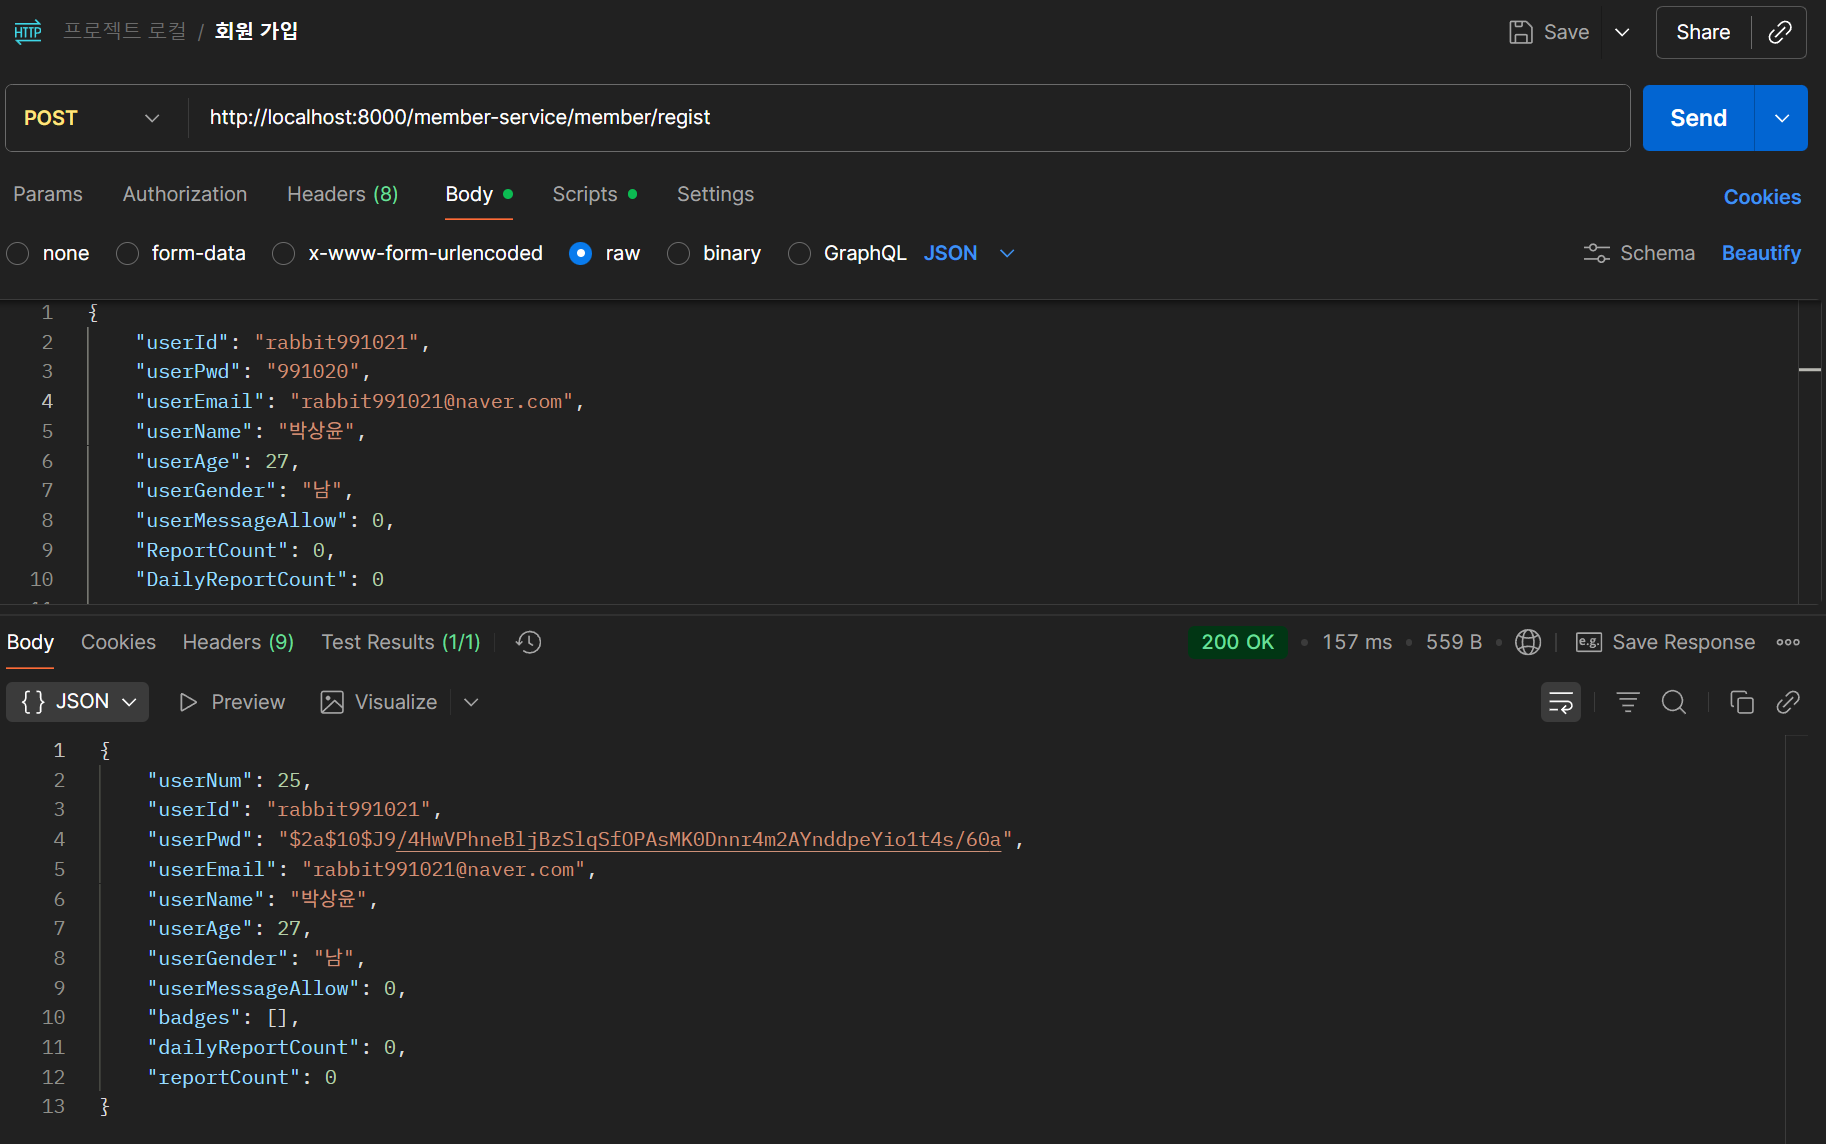 HTTP 프로젝트 로컬 / 회원 가입 Save Share
POST http://localhost:8000/member-service/member/regist Send
Params Authorization Headers (8) Body Scripts Settings Cookies
none form-data x-www-form-urlencoded raw binary GraphQL JSON Schema Beautify
1 {
2 "userId": "rabbit991021",
3 "userPwd": "991020",
4 "userEmail": "rabbit991021@naver.com",
5 "userName": "박상윤",
6 "userAge": 27,
7 "userGender": "남",
8 "userMessageAllow": 0,
9 "ReportCount": 0,
10 "DailyReportCount": 0
Body Cookies Headers (9) Test Results (1/1) 200 OK • 157 ms • 559 B • e.g. Save Response
{} JSON Preview Visualize
1 {
2 "userNum": 25,
3 "userId": "rabbit991021",
4 "userPwd": "$2a$10$J9/4HwVPhneBljBzSlqSfOPAsMK0Dnnr4m2AYnddpeYio1t4s/60a",
5 "userEmail": "rabbit991021@naver.com",
6 "userName": "박상윤",
7 "userAge": 27,
8 "userGender": "남",
9 "userMessageAllow": 0,
10 "badges": [],
11 "dailyReportCount": 0,
12 "reportCount": 0
13 }